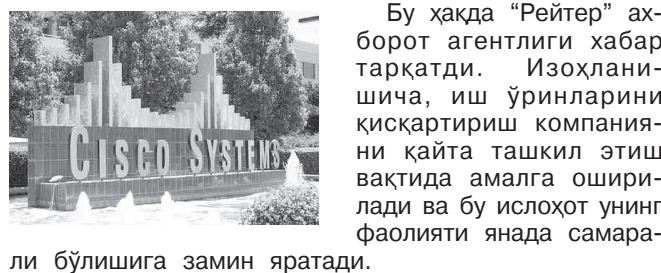 CISCO SYSTEMS
Бу ҳақда “Рейтер” ах-
борот агентлиги хабар
тарқатди. Изоҳлани-
шича, иш ўринларини
қисқартириш компания-
ни қайта ташкил этиш
вақтида амалга ошири-
лади ва бу ислоҳот унинг
фаолияти янада самара-
ли бўлишига замин яратади.